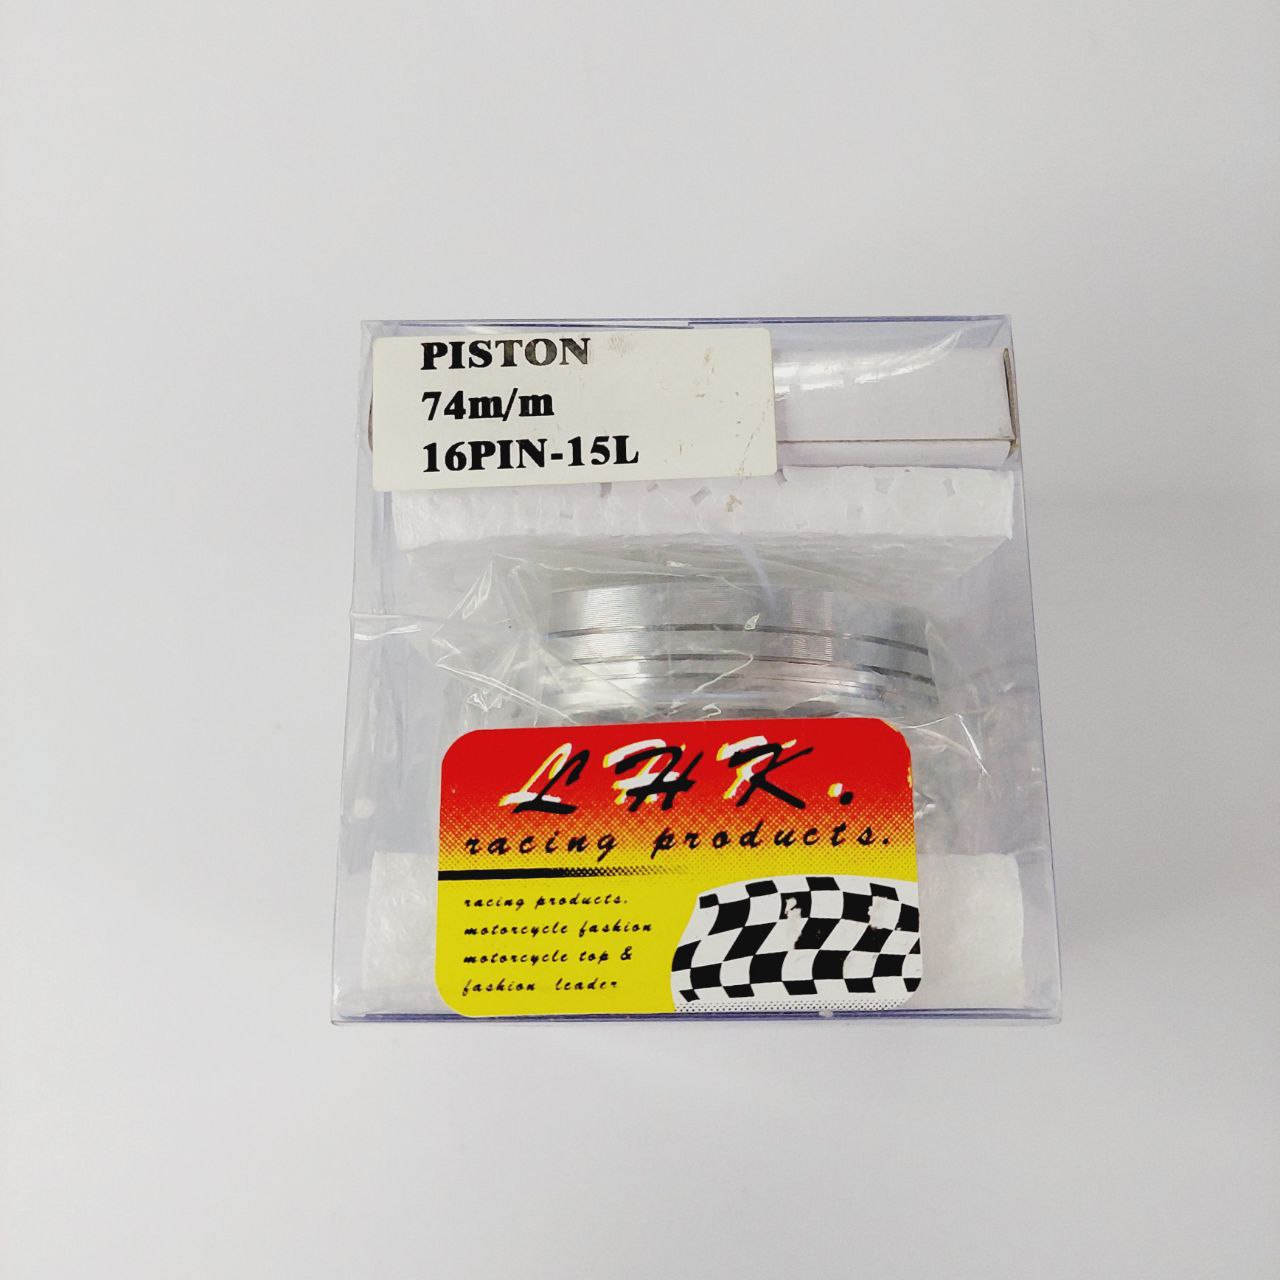 PISTON
74m/m
16PIN-15L
LHK.
racing products.
racing products.
motorcycle fashion
motorcycle top &
fashion leader